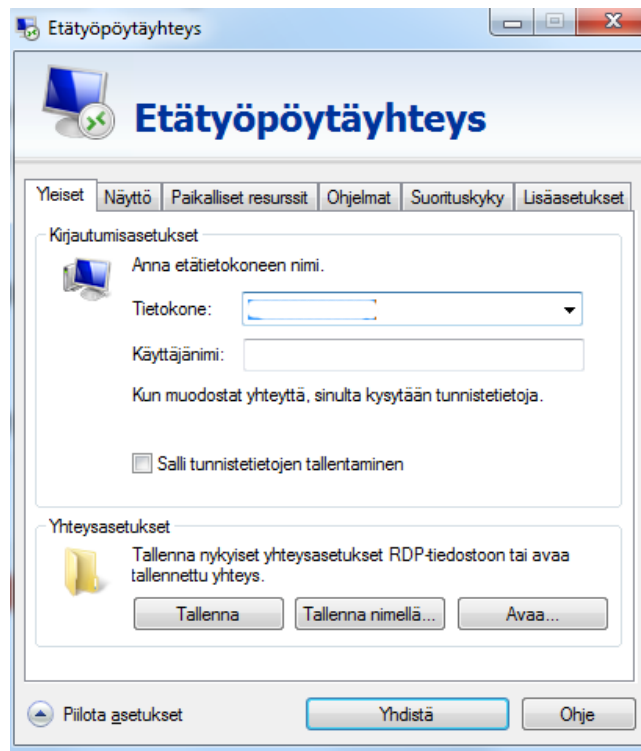 Etätyöpöytäyhteys
Etätyöpöytäyhteys
Yleiset Näyttö Paikalliset resurssit Ohjelmat Suorituskyky Lisäasetukset
Kirjautumisasetukset
Anna etätietokoneen nimi.
Tietokone:
Käyttäjänimi:
Kun muodostat yhteyttä, sinulta kysytään tunnistetietoja.
Salli tunnistetietojen tallentaminen
Yhteysasetukset
Tallenna nykyiset yhteysasetukset RDP-tiedostoon tai avaa
tallennettu yhteys.
Tallenna Tallenna nimellä... Avaa...
Piilota asetukset Yhdistä Ohje